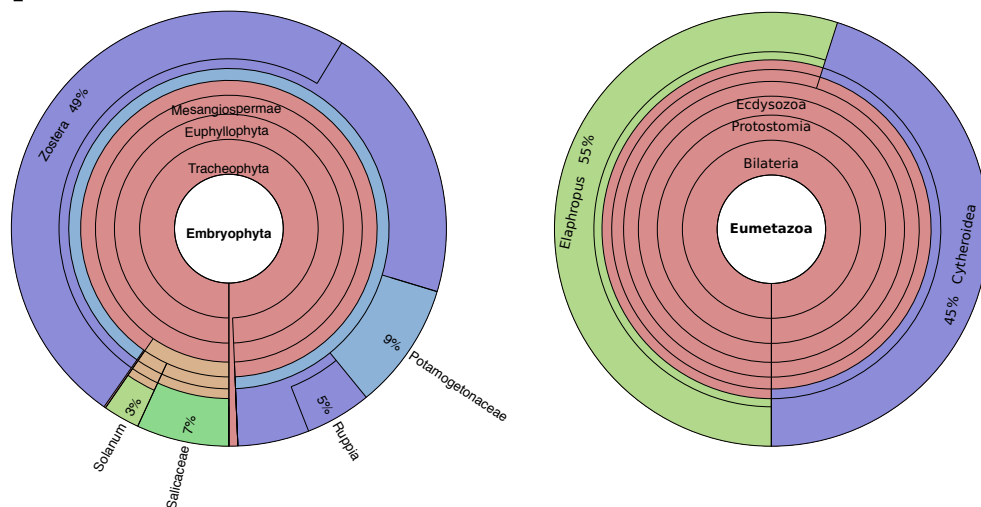 Zostera 49%
Mesangiospermae
Euphyllophyta
Tracheophyta
Embryophyta
9%
Potamogetonaceae
5%
Ruppia
3%
Solanum
7%
Salicaceae
Elaphropus 55%
Ecdysozoa
Protostomia
Bilateria
Eumetazoa
45% Cytheroidea